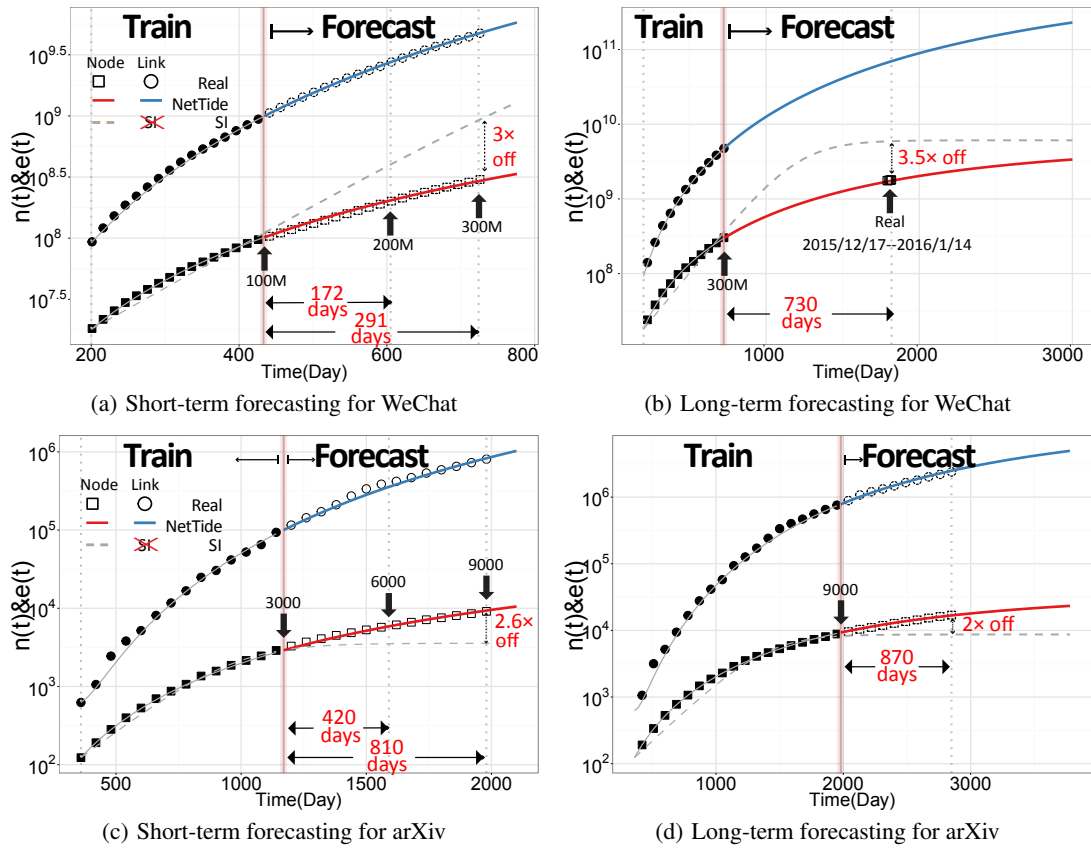 Train
Forecast
Node Link
Real
NetTide
SI SI
n(t)&e(t)
10^9.5
10^9
10^8.5
10^8
10^7.5
3×
off
100M
200M
300M
172
days
291
days
200 400 600 800
Time(Day)
(a) Short-term forecasting for WeChat
Train
Forecast
n(t)&e(t)
10^11
10^10
10^9
10^8
3.5× off
Real
2015/12/17--2016/1/14
300M
730
days
1000 2000 3000
Time(Day)
(b) Long-term forecasting for WeChat
Train
Forecast
Node Link
Real
NetTide
SI SI
n(t)&e(t)
10^6
10^5
10^4
10^3
10^2
3000
6000
9000
2.6×
off
420
days
810
days
500 1000 1500 2000
Time(Day)
(c) Short-term forecasting for arXiv
Train
Forecast
n(t)&e(t)
10^6
10^5
10^4
10^3
10^2
9000
2× off
870
days
1000 2000 3000
Time(Day)
(d) Long-term forecasting for arXiv